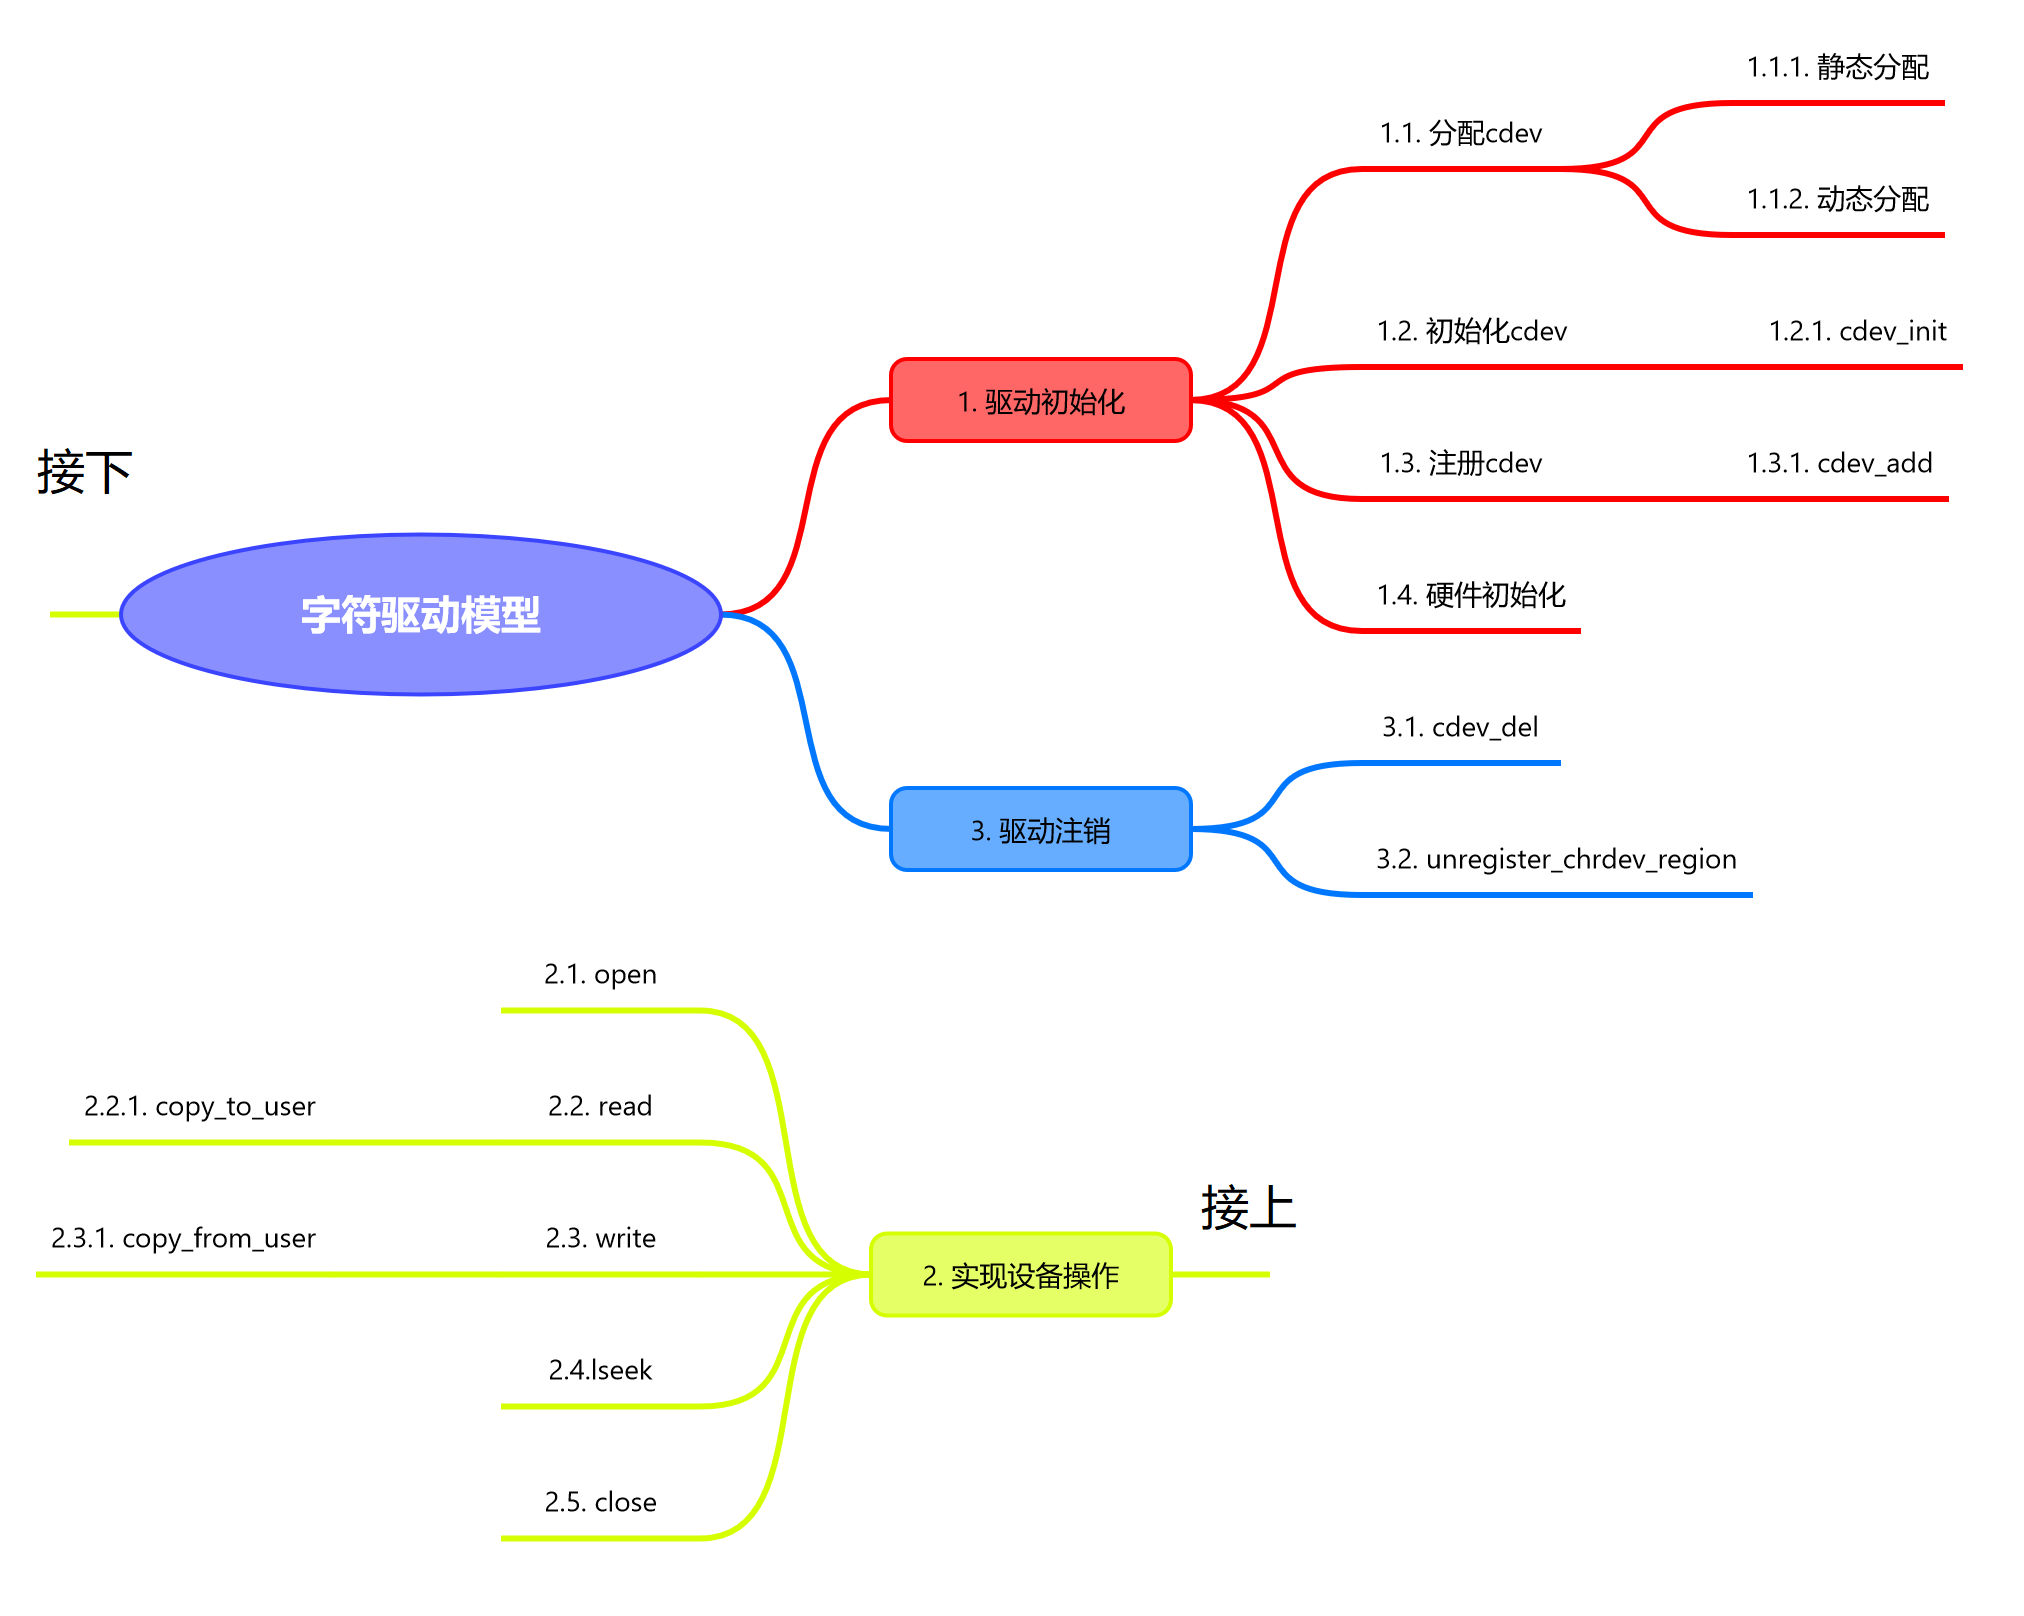 1.1.1. 静态分配
1.1. 分配cdev
1.1.2. 动态分配
1.2. 初始化cdev
1.2.1. cdev_init
1. 驱动初始化
1.3. 注册cdev
1.3.1. cdev_add
接下
1.4. 硬件初始化
字符驱动模型
3.1. cdev_del
3. 驱动注销
3.2. unregister_chrdev_region
2.1. open
2.2.1. copy_to_user
2.2. read
接上
2.3.1. copy_from_user
2.3. write
2. 实现设备操作
2.4.lseek
2.5. close